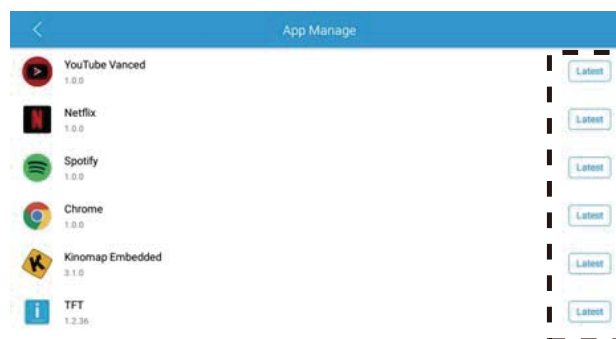 App Manage
YouTube Vanced
1.0.0
Latest
Netflix
1.0.0
Latest
Spotify
1.0.0
Latest
Chrome
1.0.0
Latest
Kinomap Embedded
3.1.0
Latest
TFT
1.2.36
Latest